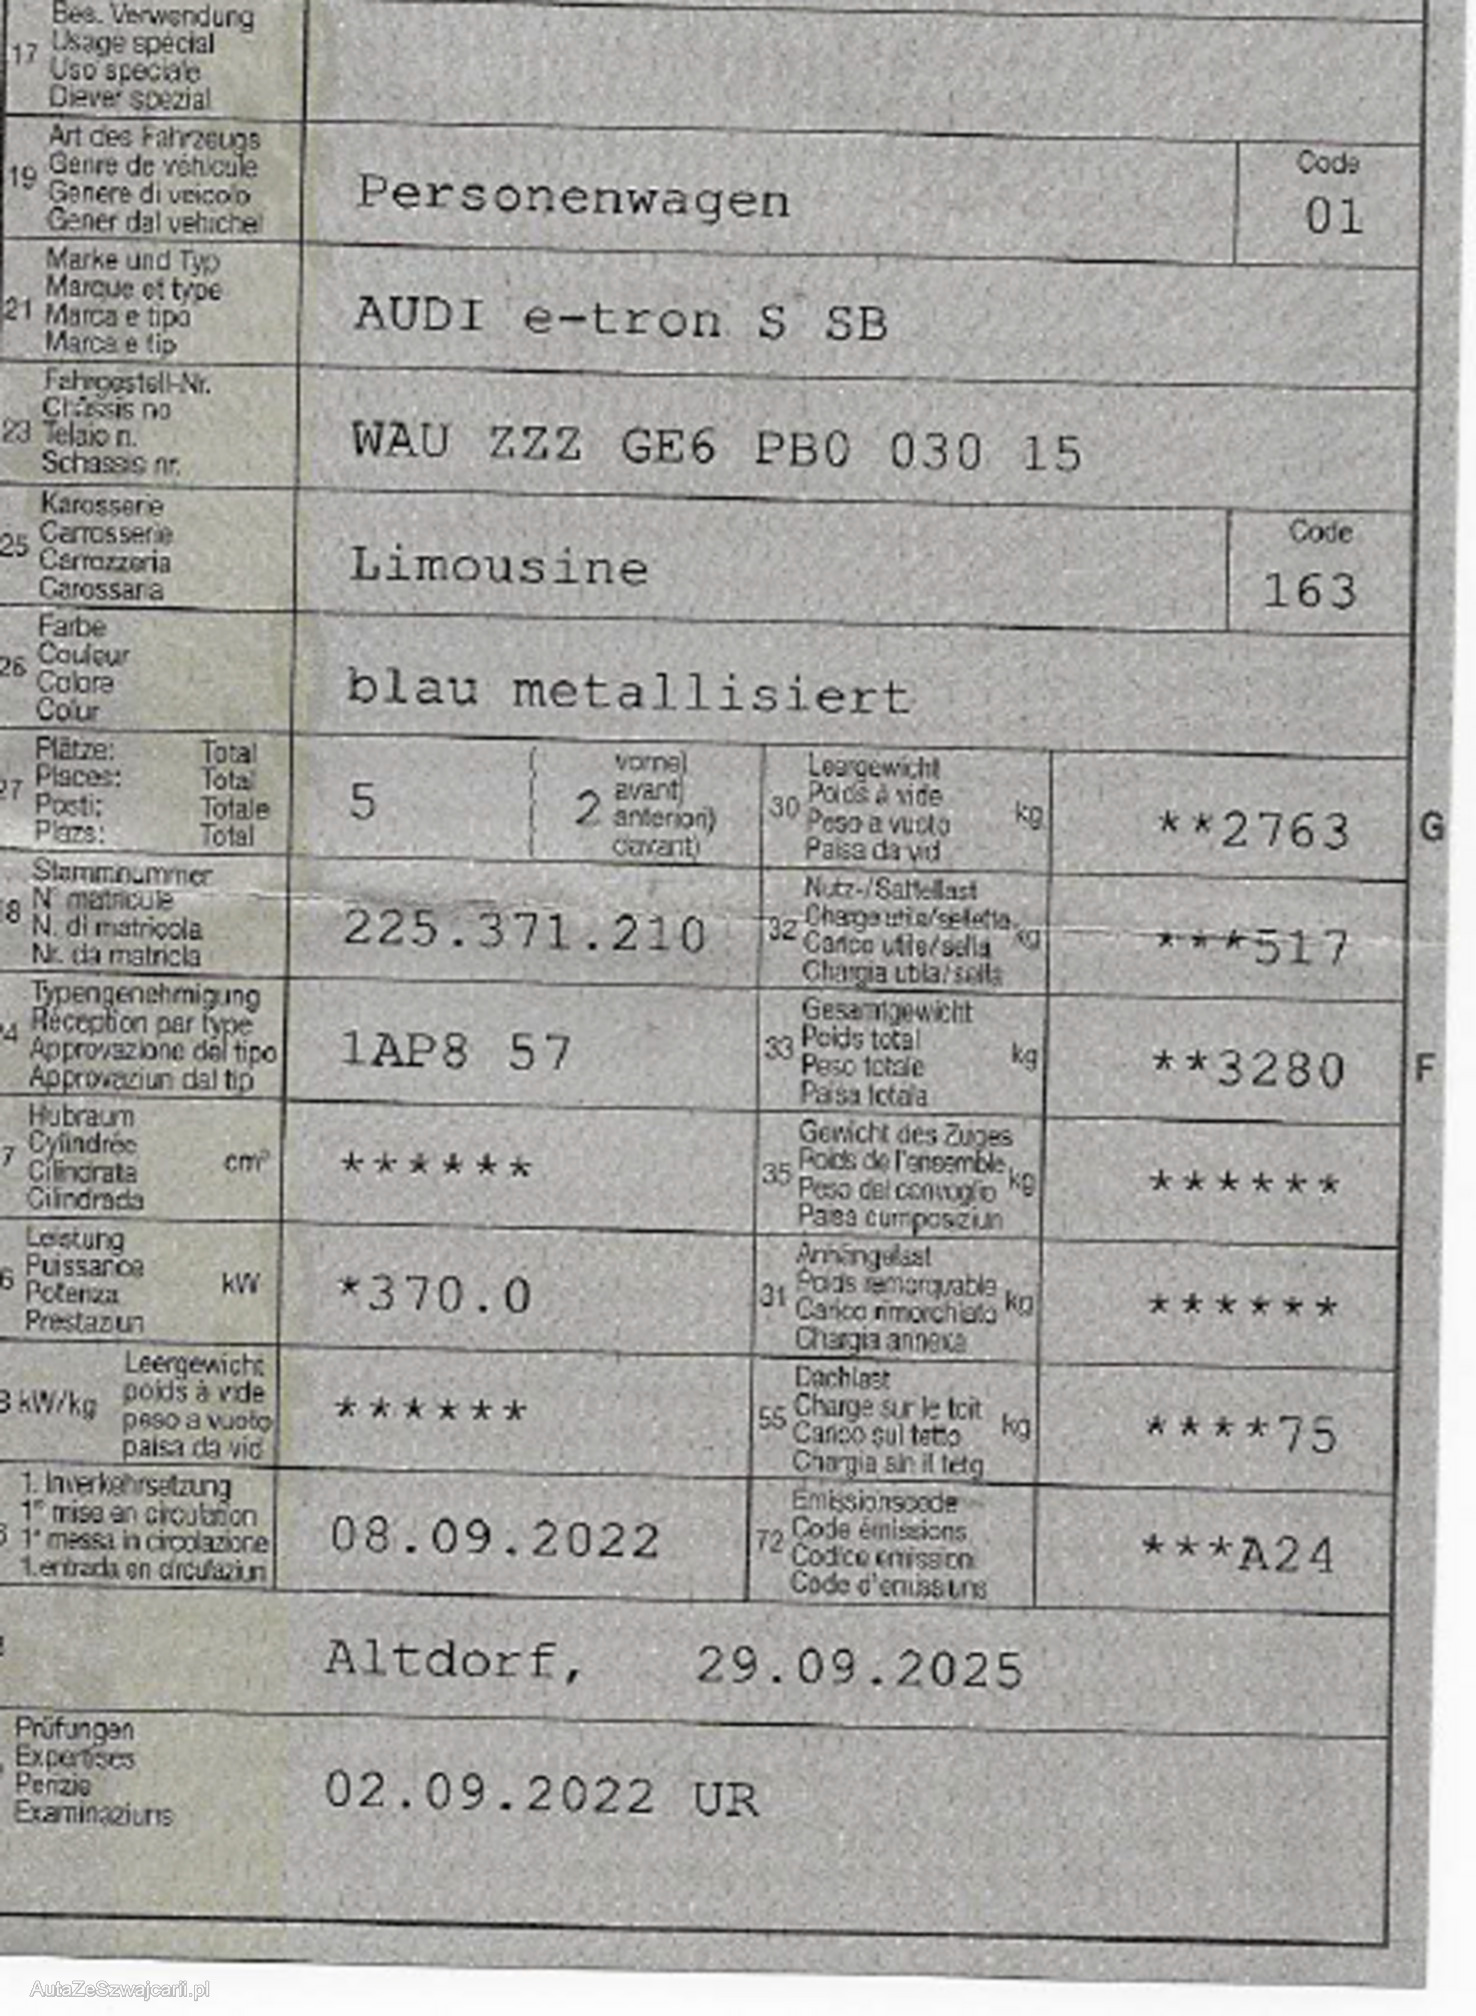 Bes. Verwendung
17 Usage spécial
Uso speciale
Diever spezial
Art des Fahrzeugs
19 Genre de véhicule
Genere di veicolo
Gener dal vehichel
Personenwagen
Code
01
Marke und Typ
Marque et type
21 Marca e tipo
Marca e tip
AUDI e-tron S SB
Fahrgestell-Nr.
Châssis no
23 Telaio n.
Schassis nr.
WAU ZZZ GE6 PB0 030 15
Karosserie
25 Carrosserie
Carrozzeria
Carossaria
Limousine
Code
163
Farbe
26 Couleur
Colore
Colur
blau metallisiert
Plätze: Total
27 Places: Total
Posti: Totale
Plazs: Total
5
2
vorne)
avant)
anteriori)
davant)
Leergewicht
30 Poids à vide kg
Peso a vuoto
Paisa da vid
**2763
G
Stammnummer
8 N° matricule
N. di matricola
Nr. da matricla
225.371.210
Nutz-/Sattellast
32 Charge utile/sellette kg
Carico utile/sella
Chargia utila/sella
***517
Typengenehmigung
4 Réception par type
Approvazione del tipo
Approvaziun dal tip
1AP8 57
Gesamtgewicht
33 Poids total kg
Peso totale
Paisa totala
**3280
F
Hubraum
7 Cylindrée cm³
Cilindrata
Cilindrada
******
Gewicht des Zuges
35 Poids de l'ensemble kg
Peso del convoglio
Paisa cumposiziun
******
Leistung
6 Puissance kW
Potenza
Prestaziun
*370.0
Anhängelast
31 Poids remorquable kg
Carico rimorchiato
Chargia annexa
******
Leergewicht
kW/kg poids à vide
peso a vuoto
paisa da vid
******
Dachlast
55 Charge sur le toit kg
Carico sul tetto
Chargia sin il tetg
****75
1. Inverkehrsetzung
1re mise en circulation
1a messa in circolazione
1. entrada en circulaziun
08.09.2022
Emissionscode
72 Code émissions
Codice emissioni
Code d'emissiuns
***A24
Altdorf, 29.09.2025
Prüfungen
Expertises
Perizie
Examinaziuns
02.09.2022 UR
AutaZeSzwajcarii.pl